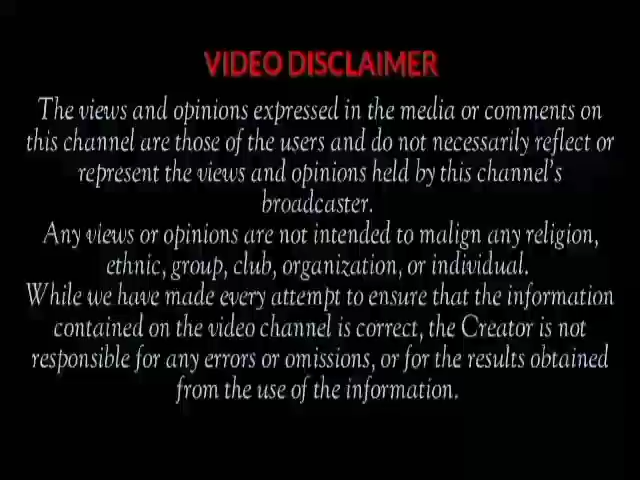 VIDEO DISCLAIMER
The views and opinions expressed in the media or comments on
this channel are those of the users and do not necessarily reflect or
represent the views and opinions held by this channel's
broadcaster.
Any views or opinions are not intended to malign any religion,
ethnic, group, club, organization, or individual.
While we have made every attempt to ensure that the information
contained on the video channel is correct, the Creator is not
responsible for any errors or omissions, or for the results obtained
from the use of the information.